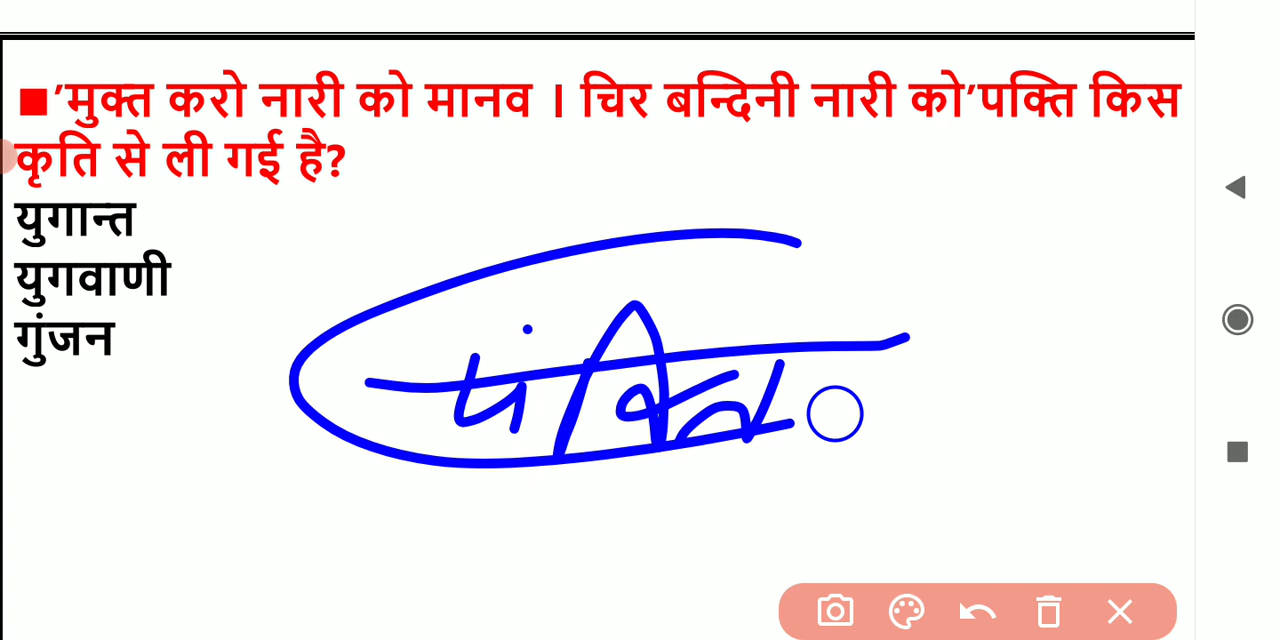 ■'मुक्त करो नारी को मानव । चिर बन्दिनी नारी को'पक्ति किस
कृति से ली गई है?
युगान्त
युगवाणी
गुंजन
पंक्ति